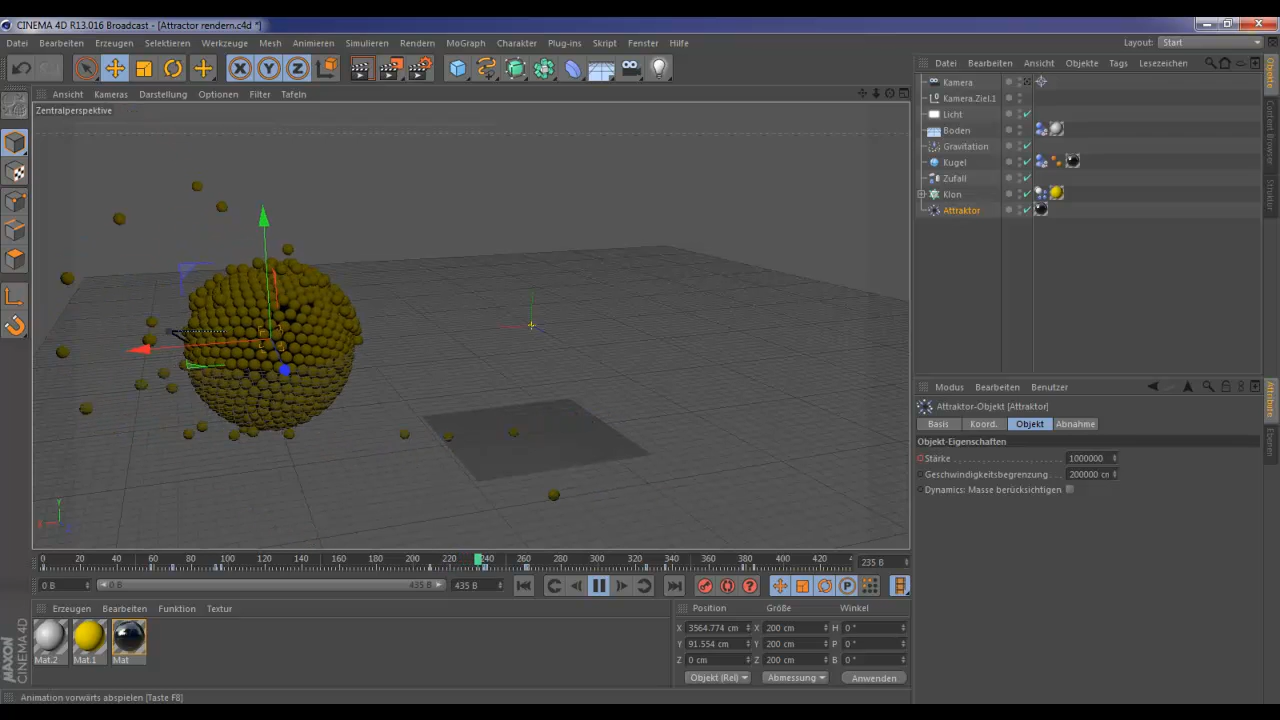 CINEMA 4D R13.016 Broadcast - [Attractor rendern.c4d *]
Datei Bearbeiten Erzeugen Selektieren Werkzeuge Mesh Animieren Simulieren Rendern MoGraph Charakter Plug-ins Skript Fenster Hilfe Layout: Start
Ansicht Kameras Darstellung Optionen Filter Tafeln
Zentralperspektive
Datei Bearbeiten Ansicht Objekte Tags Lesezeichen
Kamera
Kamera.Ziel.1
Licht
Boden
Gravitation
Kugel
Zufall
Klon
Attraktor
Objekte
Content Browser
Struktur
Modus Bearbeiten Benutzer
Attraktor-Objekt [Attraktor]
Basis Koord. Objekt Abnahme
Objekt-Eigenschaften
Stärke 1000000
Geschwindigkeitsbegrenzung 200000 cm
Dynamics: Masse berücksichtigen
Attribute
Ebenen
Y
X
0 20 40 60 80 100 120 140 160 180 200 220 240 260 280 300 320 340 360 380 400 420 235 B
0 B 0 B 435 B 435 B
Erzeugen Bearbeiten Funktion Textur
Mat.2 Mat.1 Mat
Position Größe Winkel
X 3564.774 cm X 200 cm H 0 °
Y 91.554 cm Y 200 cm P 0 °
Z 0 cm Z 200 cm B 0 °
Objekt (Rel) Abmessung Anwenden
MAXON CINEMA 4D
Animation vorwärts abspielen [Taste F8]